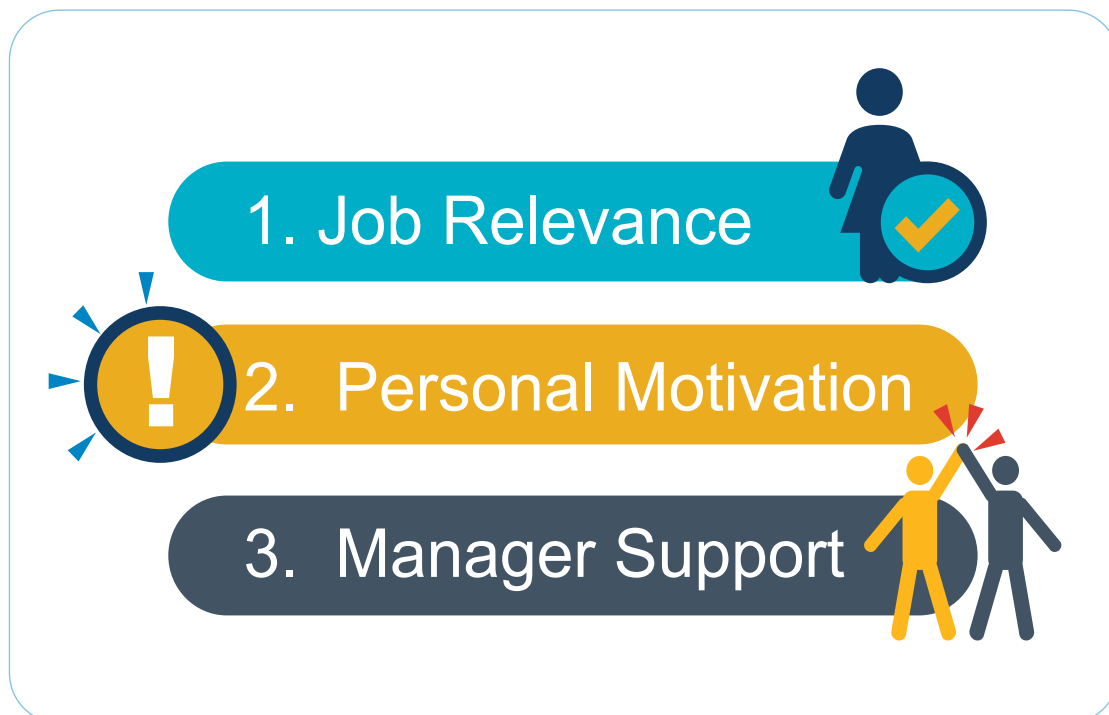 1. Job Relevance
!
2. Personal Motivation
3. Manager Support